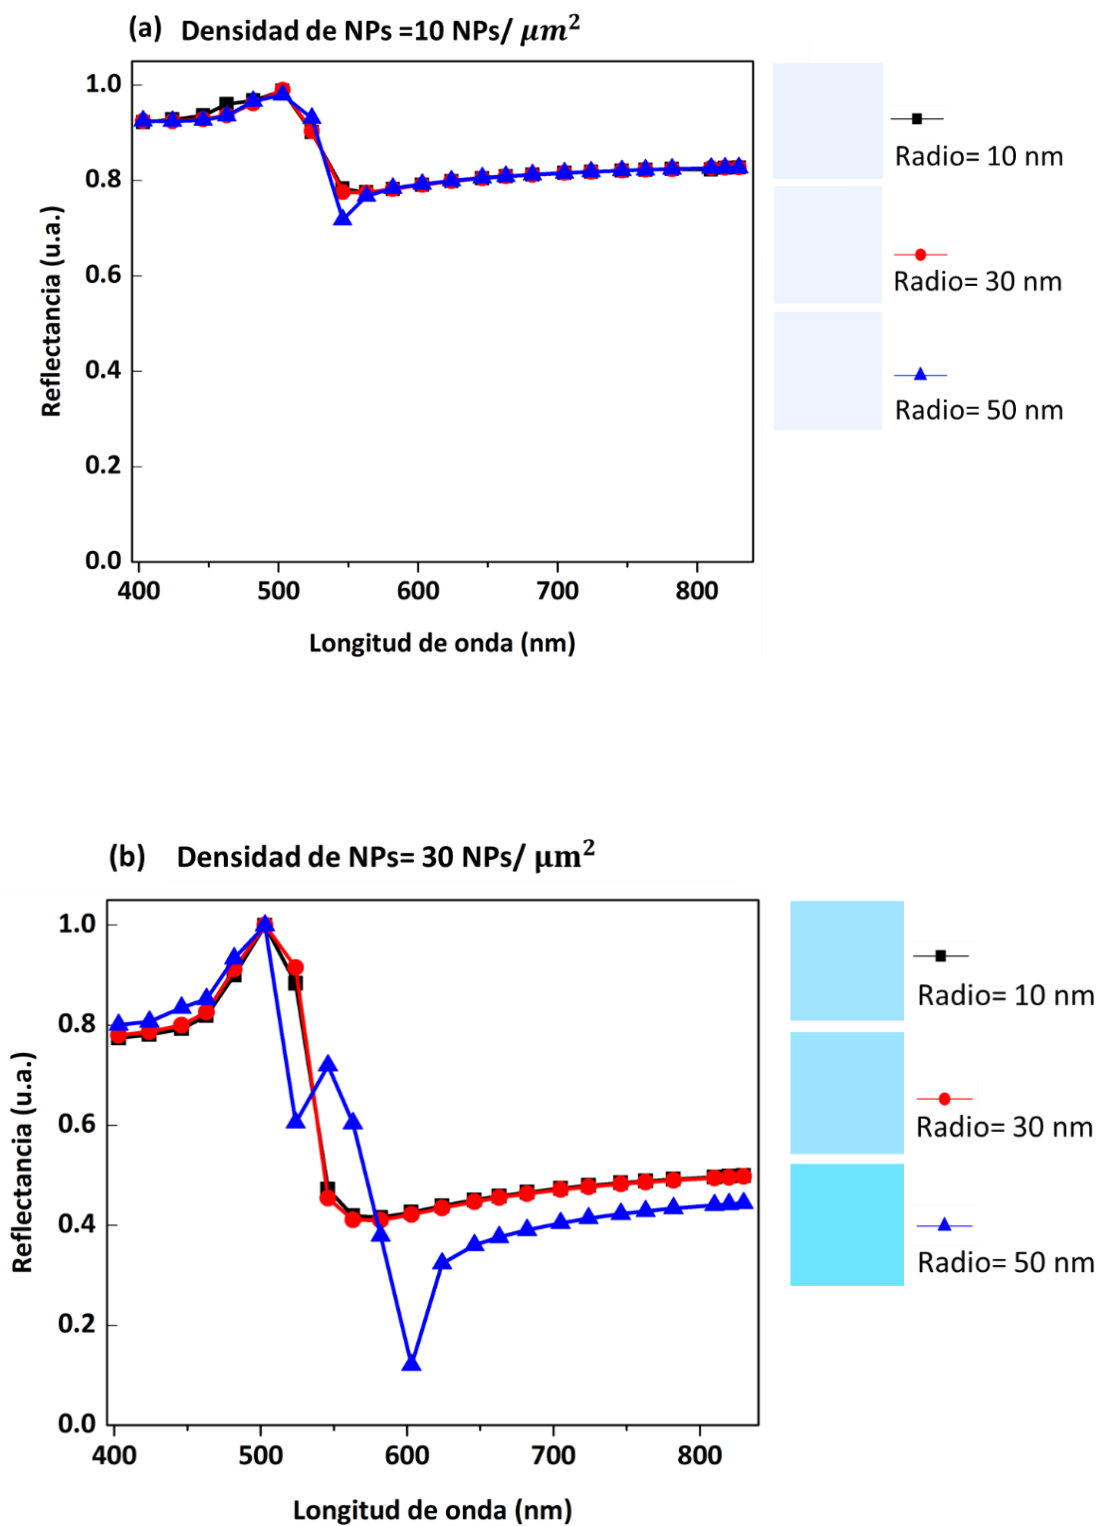 (a) Densidad de NPs =10 NPs/ μm²
1.0
0.8
0.6
0.4
0.2
0.0
400 500 600 700 800
Reflectancia (u.a.)
Longitud de onda (nm)
Radio= 10 nm
Radio= 30 nm
Radio= 50 nm
(b) Densidad de NPs= 30 NPs/ μm²
1.0
0.8
0.6
0.4
0.2
0.0
400 500 600 700 800
Reflectancia (u.a.)
Longitud de onda (nm)
Radio= 10 nm
Radio= 30 nm
Radio= 50 nm